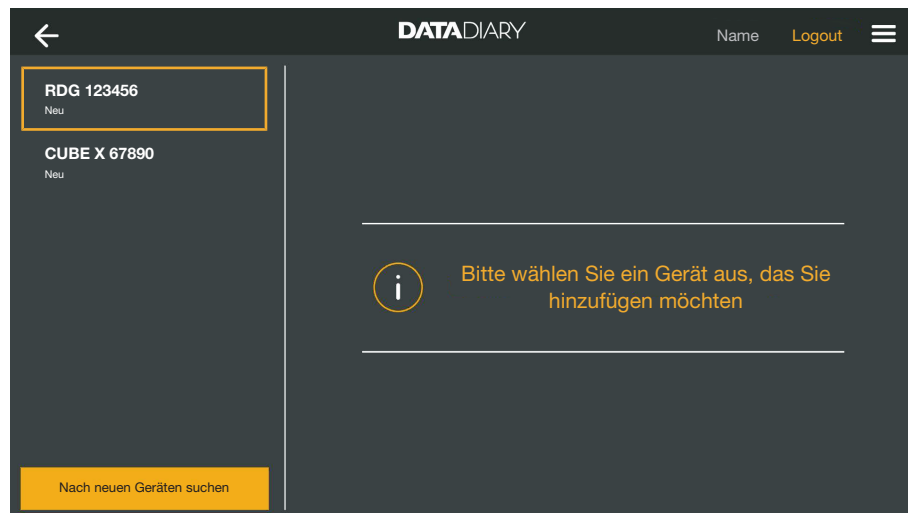 DATADIARY
Name
Logout
RDG 123456
Neu
CUBE X 67890
Neu
i
Bitte wählen Sie ein Gerät aus, das Sie
hinzufügen möchten
Nach neuen Geräten suchen